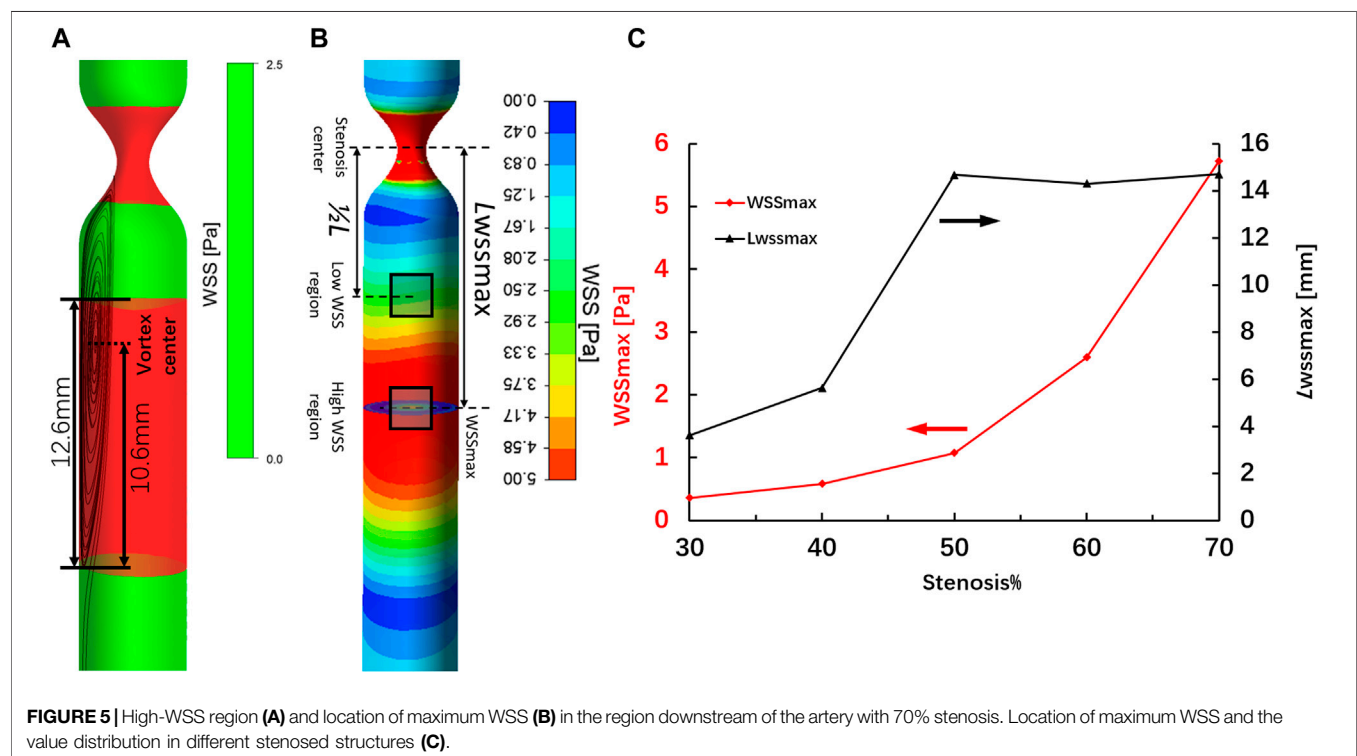 A
B
C
2.5
WSS [Pa]
0.0
12.6mm
10.6mm
Vortex
center
Stenosis
center
½L
Low WSS
region
High WSS
region
Lwssmax
WSSmax
0.00
0.42
0.83
1.25
1.67
2.08
2.50
2.92
3.33
3.75
4.17
4.58
5.00
WSS [Pa]
WSSmax
Lwssmax
WSSmax [Pa]
6
5
4
3
2
1
0
16
14
12
10
8
6
4
2
0
Lwssmax [mm]
30 40 50 60 70
Stenosis%
FIGURE 5 | High-WSS region (A) and location of maximum WSS (B) in the region downstream of the artery with 70% stenosis. Location of maximum WSS and the
value distribution in different stenosed structures (C).